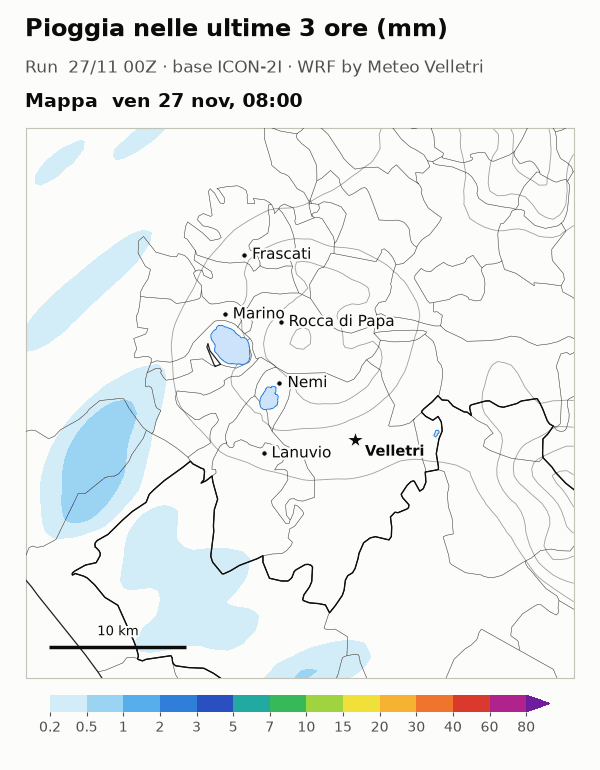 Pioggia nelle ultime 3 ore (mm)
Run 27/11 00Z · base ICON-2I · WRF by Meteo Velletri
Mappa ven 27 nov, 08:00
Frascati
Marino
Rocca di Papa
Nemi
Velletri
Lanuvio
10 km
0.2 0.5 1 2 3 5 7 10 15 20 30 40 60 80